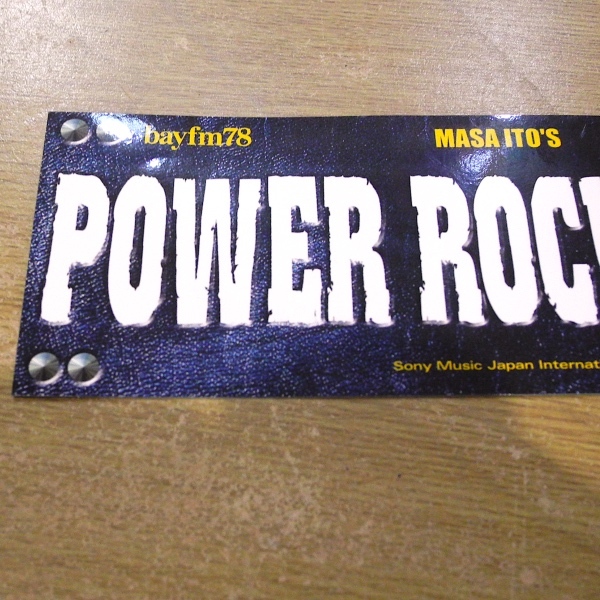 bayfm78 MASA ITO'S
POWER ROC
Sony Music Japan Internat